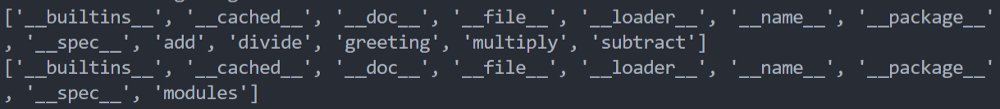 ['__builtins__', '__cached__', '__doc__', '__file__', '__loader__', '__name__', '__package__'
, '__spec__', 'add', 'divide', 'greeting', 'multiply', 'subtract']
['__builtins__', '__cached__', '__doc__', '__file__', '__loader__', '__name__', '__package__'
, '__spec__', 'modules']